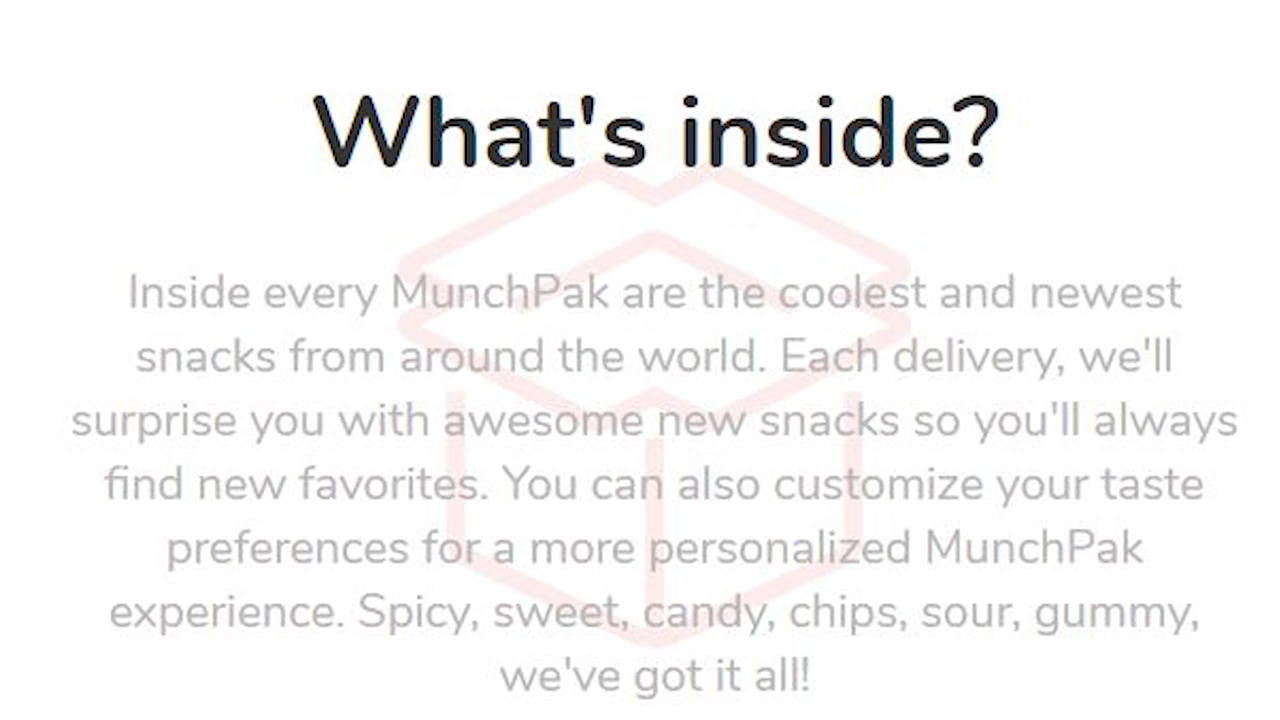 What's inside?
Inside every MunchPak are the coolest and newest
snacks from around the world. Each delivery, we'll
surprise you with awesome new snacks so you'll always
find new favorites. You can also customize your taste
preferences for a more personalized MunchPak
experience. Spicy, sweet, candy, chips, sour, gummy,
we've got it all!